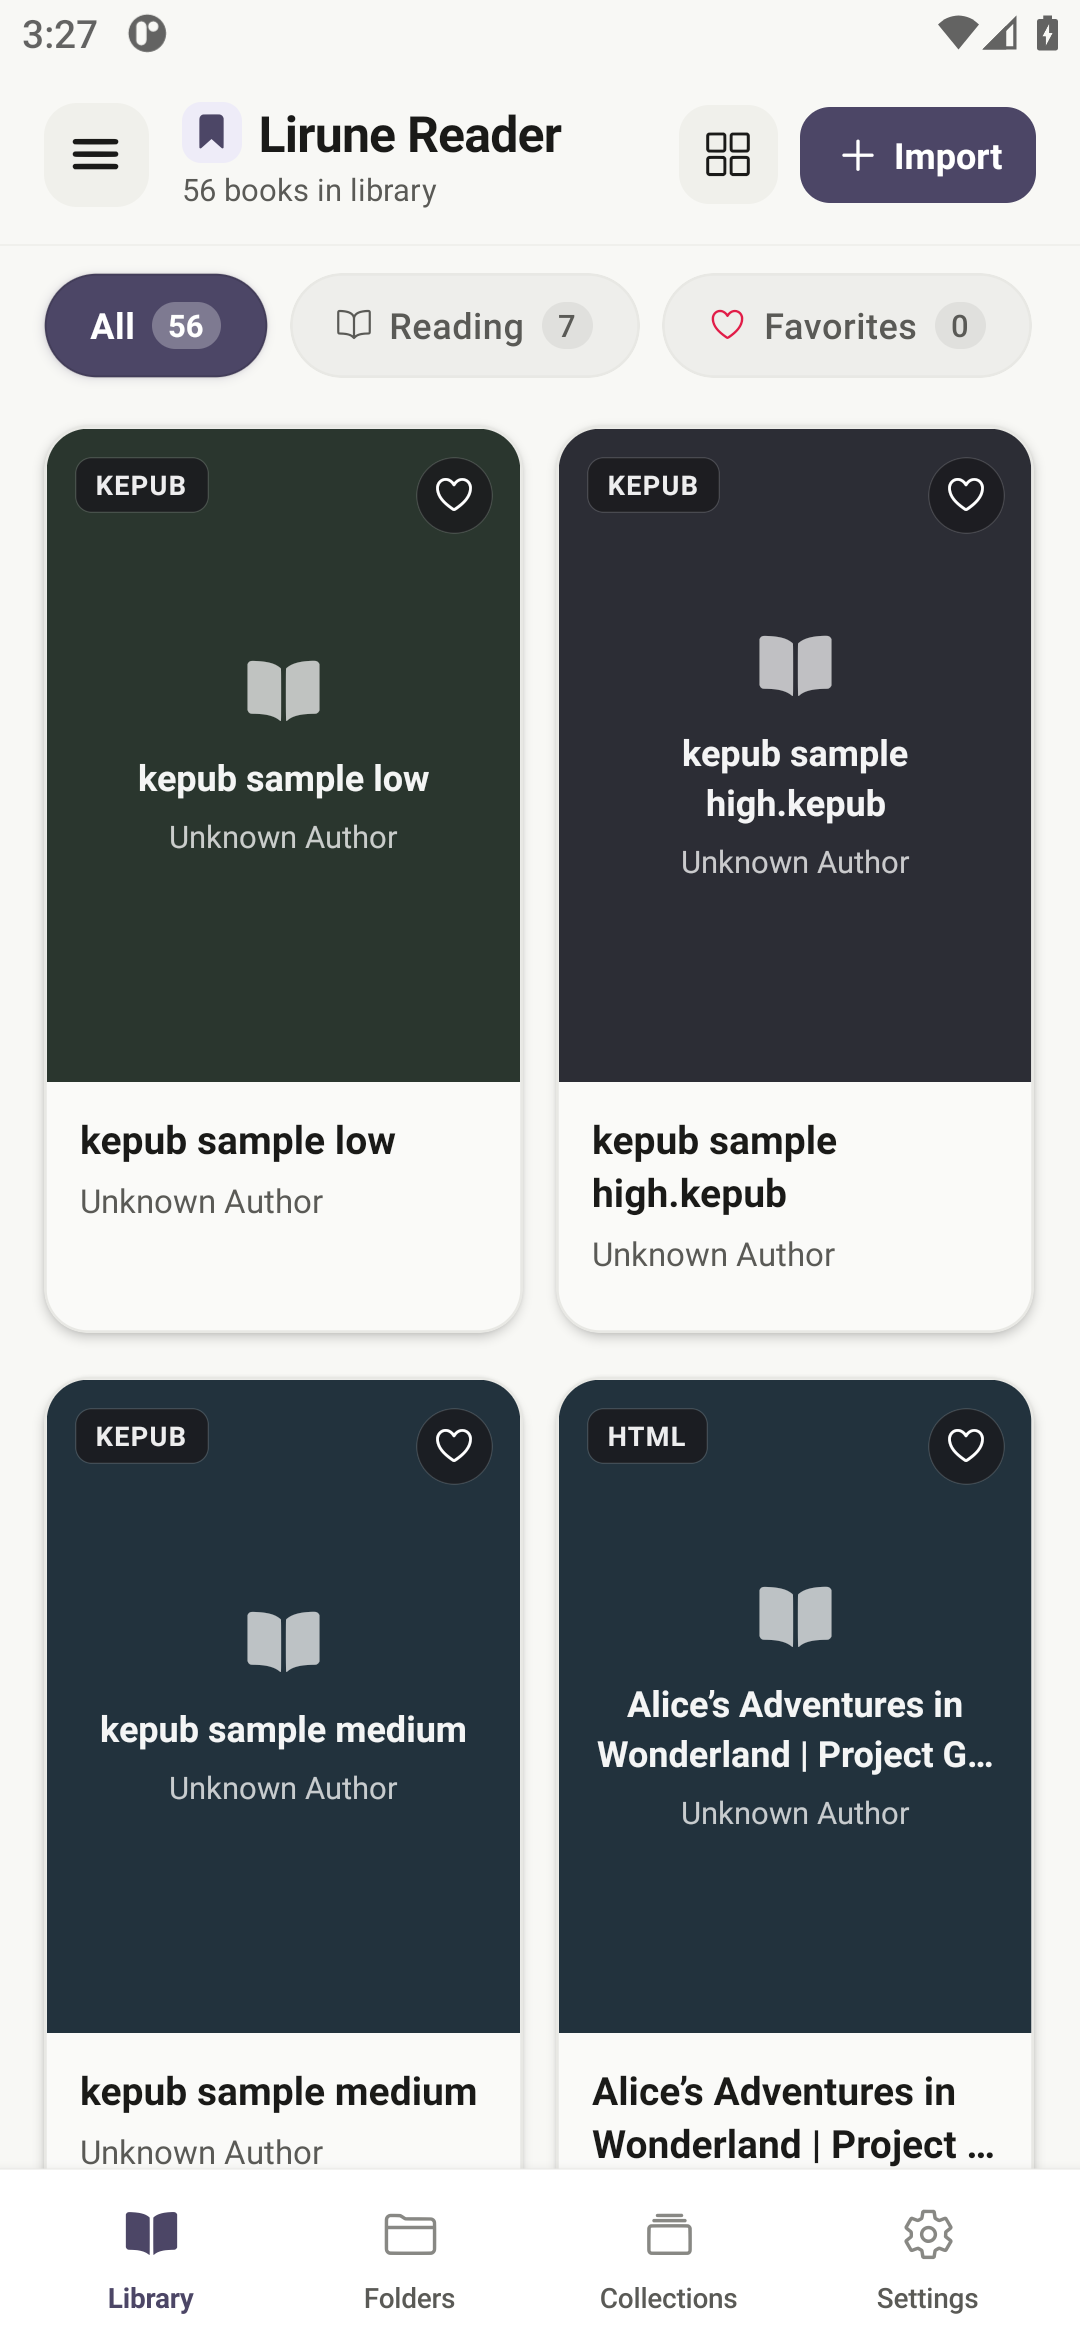 3:27
Lirune Reader
56 books in library
Import
All 56
Reading 7
Favorites 0
KEPUB
kepub sample low
Unknown Author
kepub sample low
Unknown Author
KEPUB
kepub sample
high.kepub
Unknown Author
kepub sample
high.kepub
Unknown Author
KEPUB
kepub sample medium
Unknown Author
kepub sample medium
Unknown Author
HTML
Alice’s Adventures in
Wonderland | Project G...
Unknown Author
Alice’s Adventures in
Wonderland | Project ...
Library
Folders
Collections
Settings